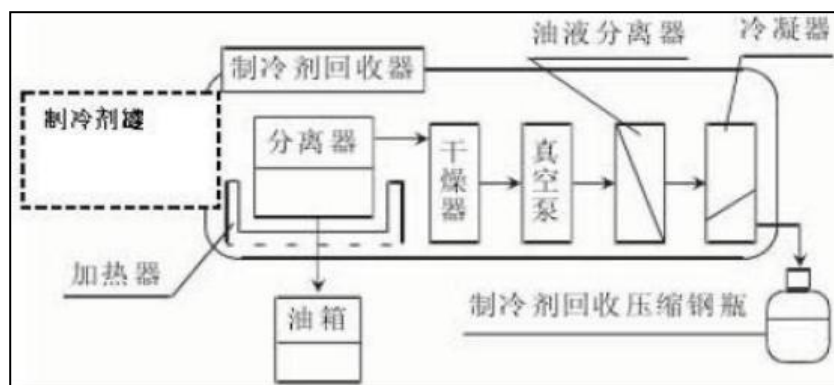 油液分离器
冷凝器
制冷剂回收器
制冷剂罐
分离器
干燥器
真空泵
加热器
油箱
制冷剂回收压缩钢瓶